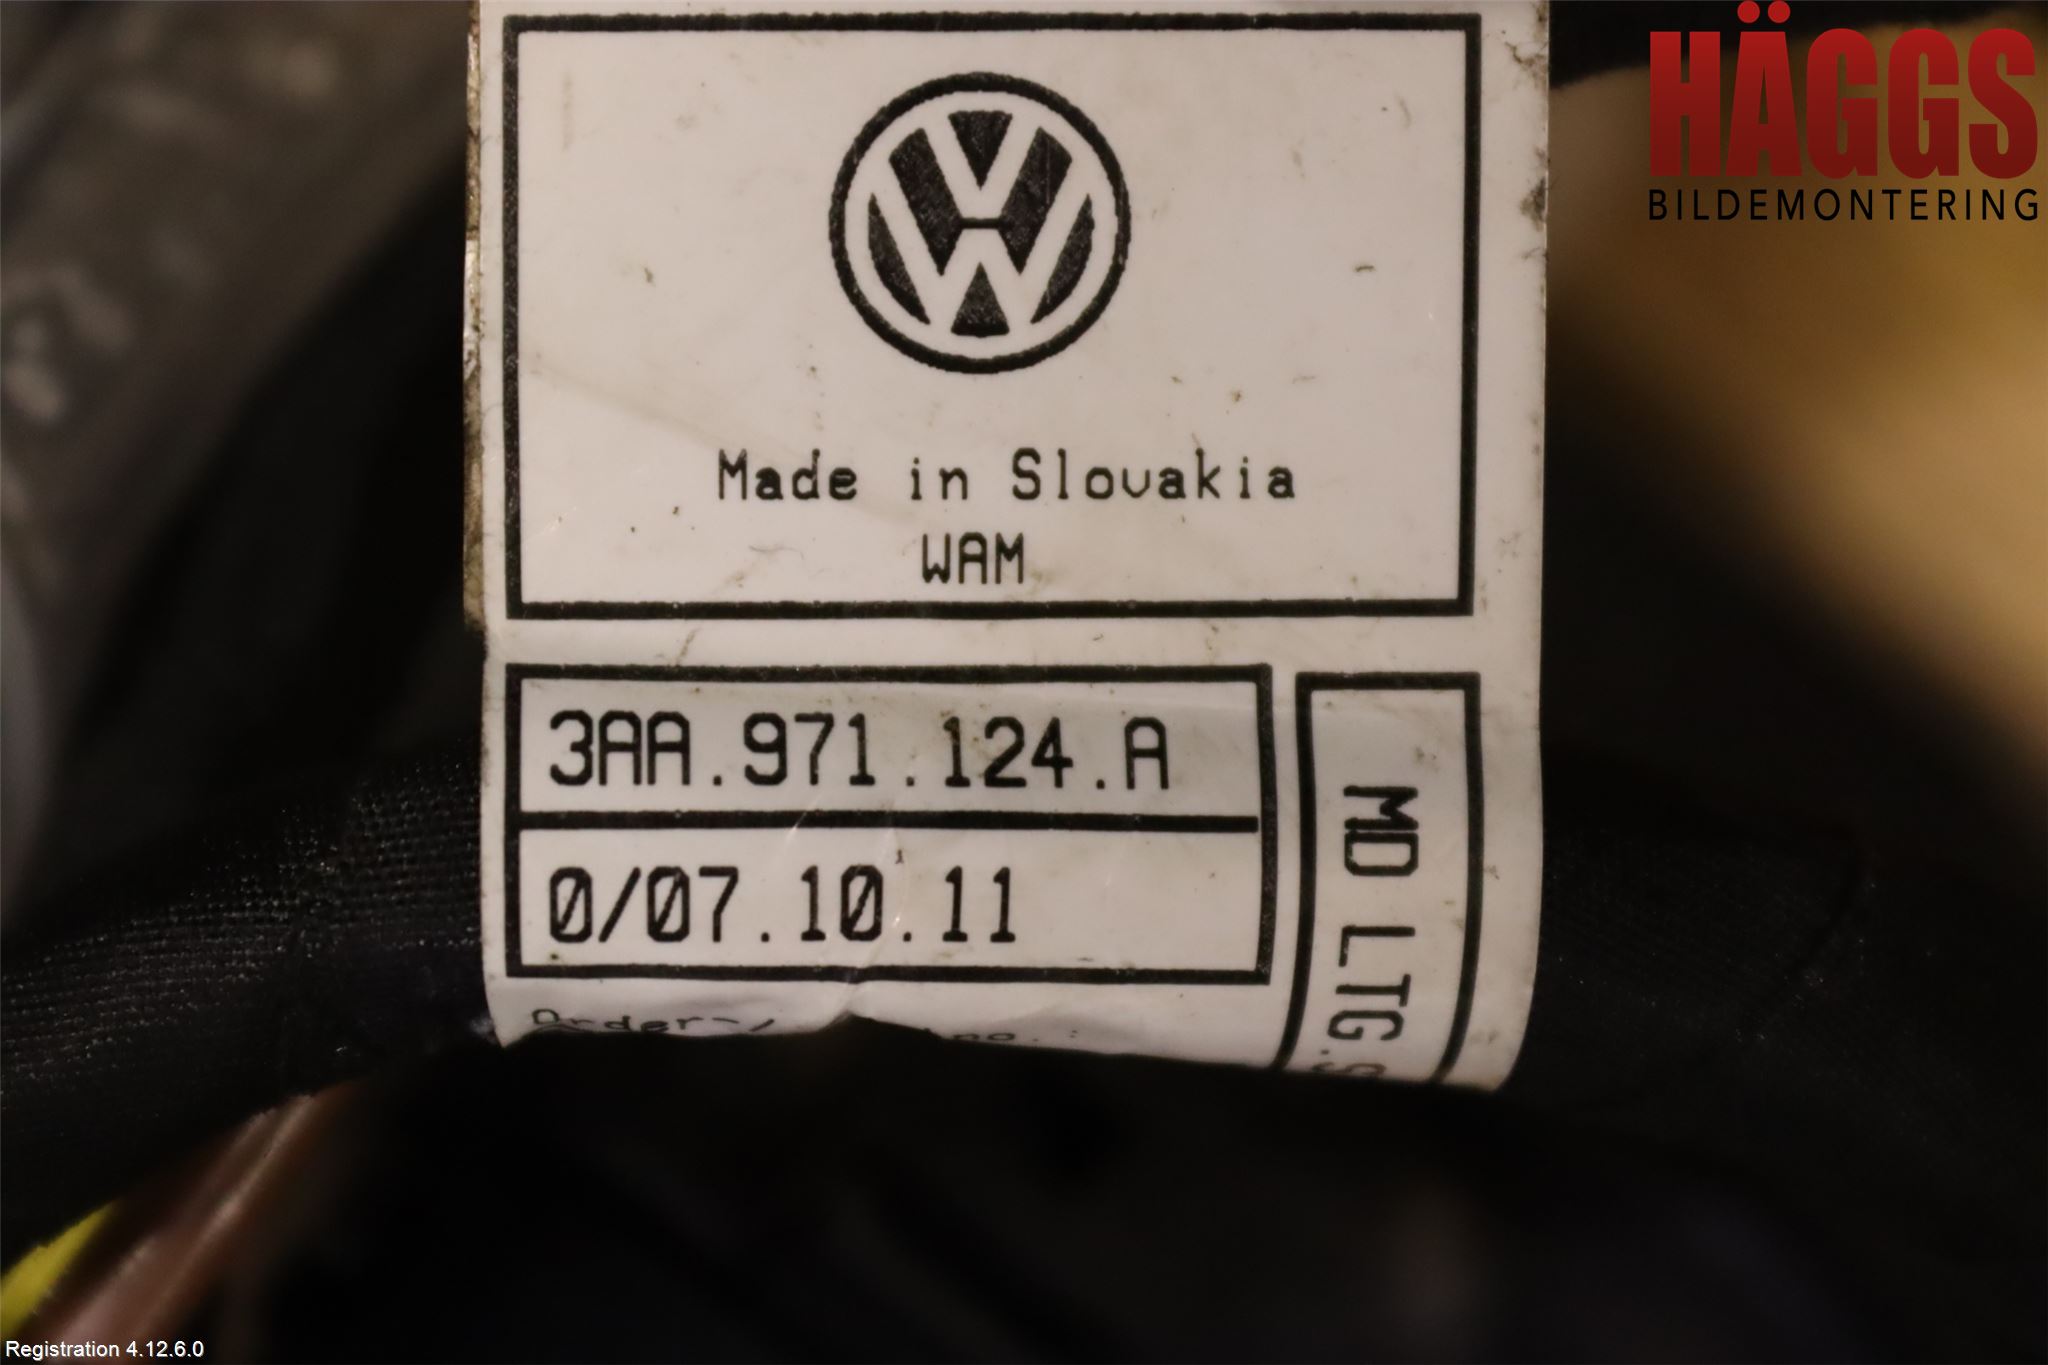 HÄGGS
BILDEMONTERING
Made in Slovakia
WAM
3AA.971.124.A
0/07.10.11
MD LTG.S
Registration 4.12.6.0